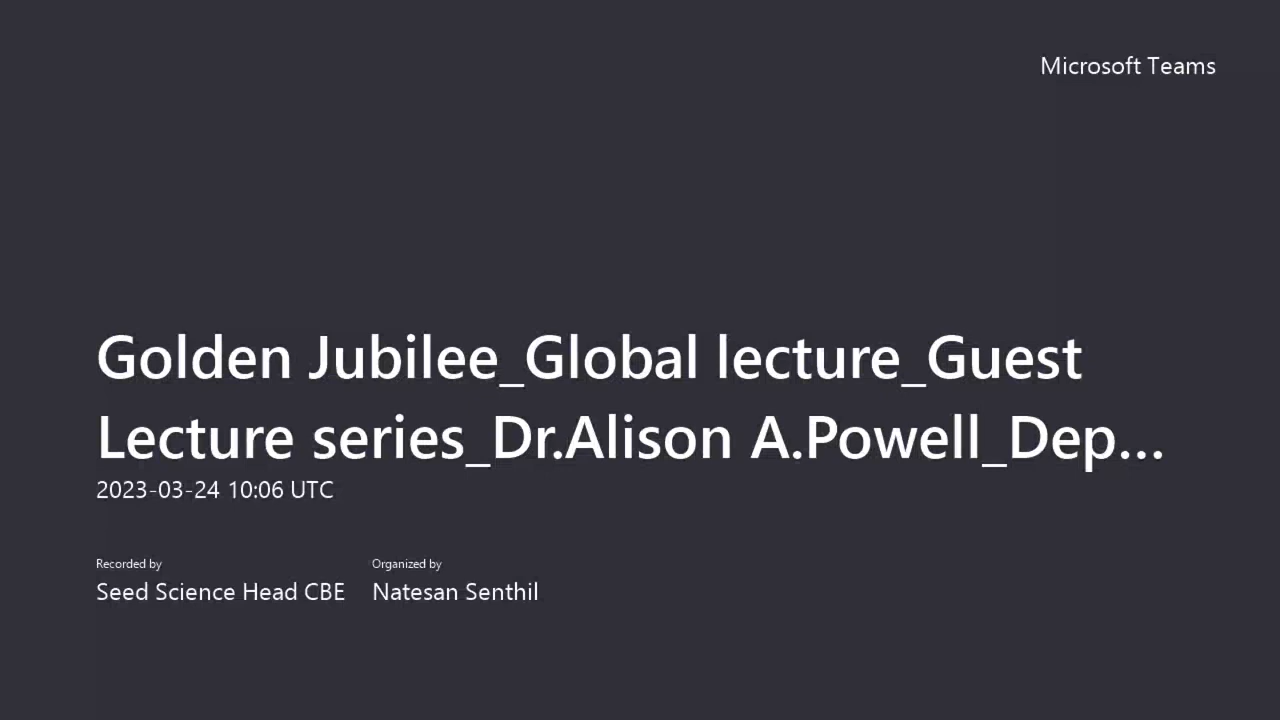 Microsoft Teams
Golden Jubilee_Global lecture_Guest
Lecture series_Dr.Alison A.Powell_Dep...
2023-03-24 10:06 UTC
Recorded by
Organized by
Seed Science Head CBE
Natesan Senthil